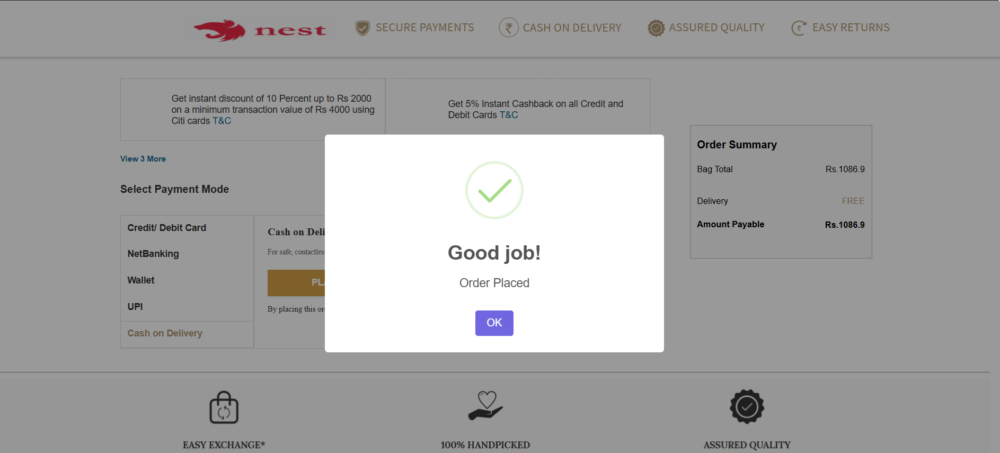 nest
SECURE PAYMENTS
CASH ON DELIVERY
ASSURED QUALITY
EASY RETURNS
Get instant discount of 10 Percent up to Rs 2000
on a minimum transaction value of Rs 4000 using
Citi cards T&C
Get 5% Instant Cashback on all Credit and
Debit Cards T&C
View 3 More
Select Payment Mode
Credit/ Debit Card
NetBanking
Wallet
UPI
Cash on Delivery
Cash on Deli
For safe, contactless
PLA
By placing this or
Good job!
Order Placed
OK
Order Summary
Bag Total Rs.1086.9
Delivery FREE
Amount Payable Rs.1086.9
EASY EXCHANGE*
100% HANDPICKED
ASSURED QUALITY